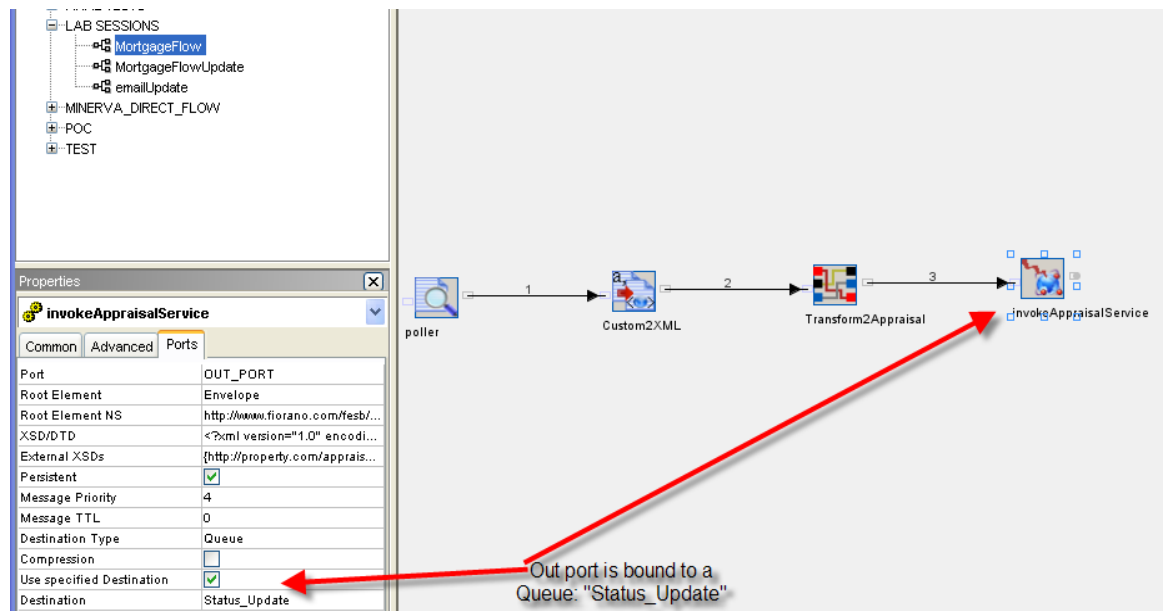 LAB SESSIONS
MortgageFlow
MortgageFlowUpdate
emailUpdate
MINERVA_DIRECT_FLOW
POC
TEST
Properties
invokeAppraisalService
Common Advanced Ports
Port OUT_PORT
Root Element Envelope
Root Element NS http://www.fiorano.com/fesb/...
XSD/DTD <?xml version="1.0" encodi...
External XSDs {http://property.com/apprais...
Persistent
Message Priority 4
Message TTL 0
Destination Type Queue
Compression
Use specified Destination
Destination Status_Update
1
2
3
a,
poller
Custom2XML
Transform2Appraisal
invokeAppraisalService
Out port is bound to a
Queue: "Status_Update"